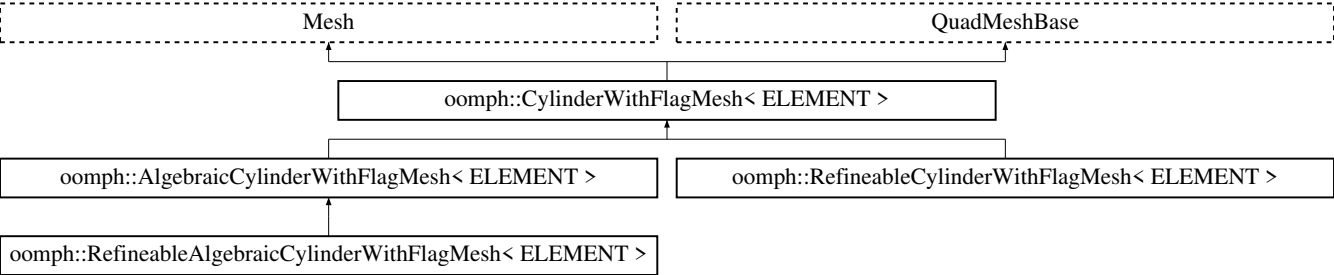 Mesh
QuadMeshBase
oomph::CylinderWithFlagMesh< ELEMENT >
oomph::AlgebraicCylinderWithFlagMesh< ELEMENT >
oomph::RefineableCylinderWithFlagMesh< ELEMENT >
oomph::RefineableAlgebraicCylinderWithFlagMesh< ELEMENT >